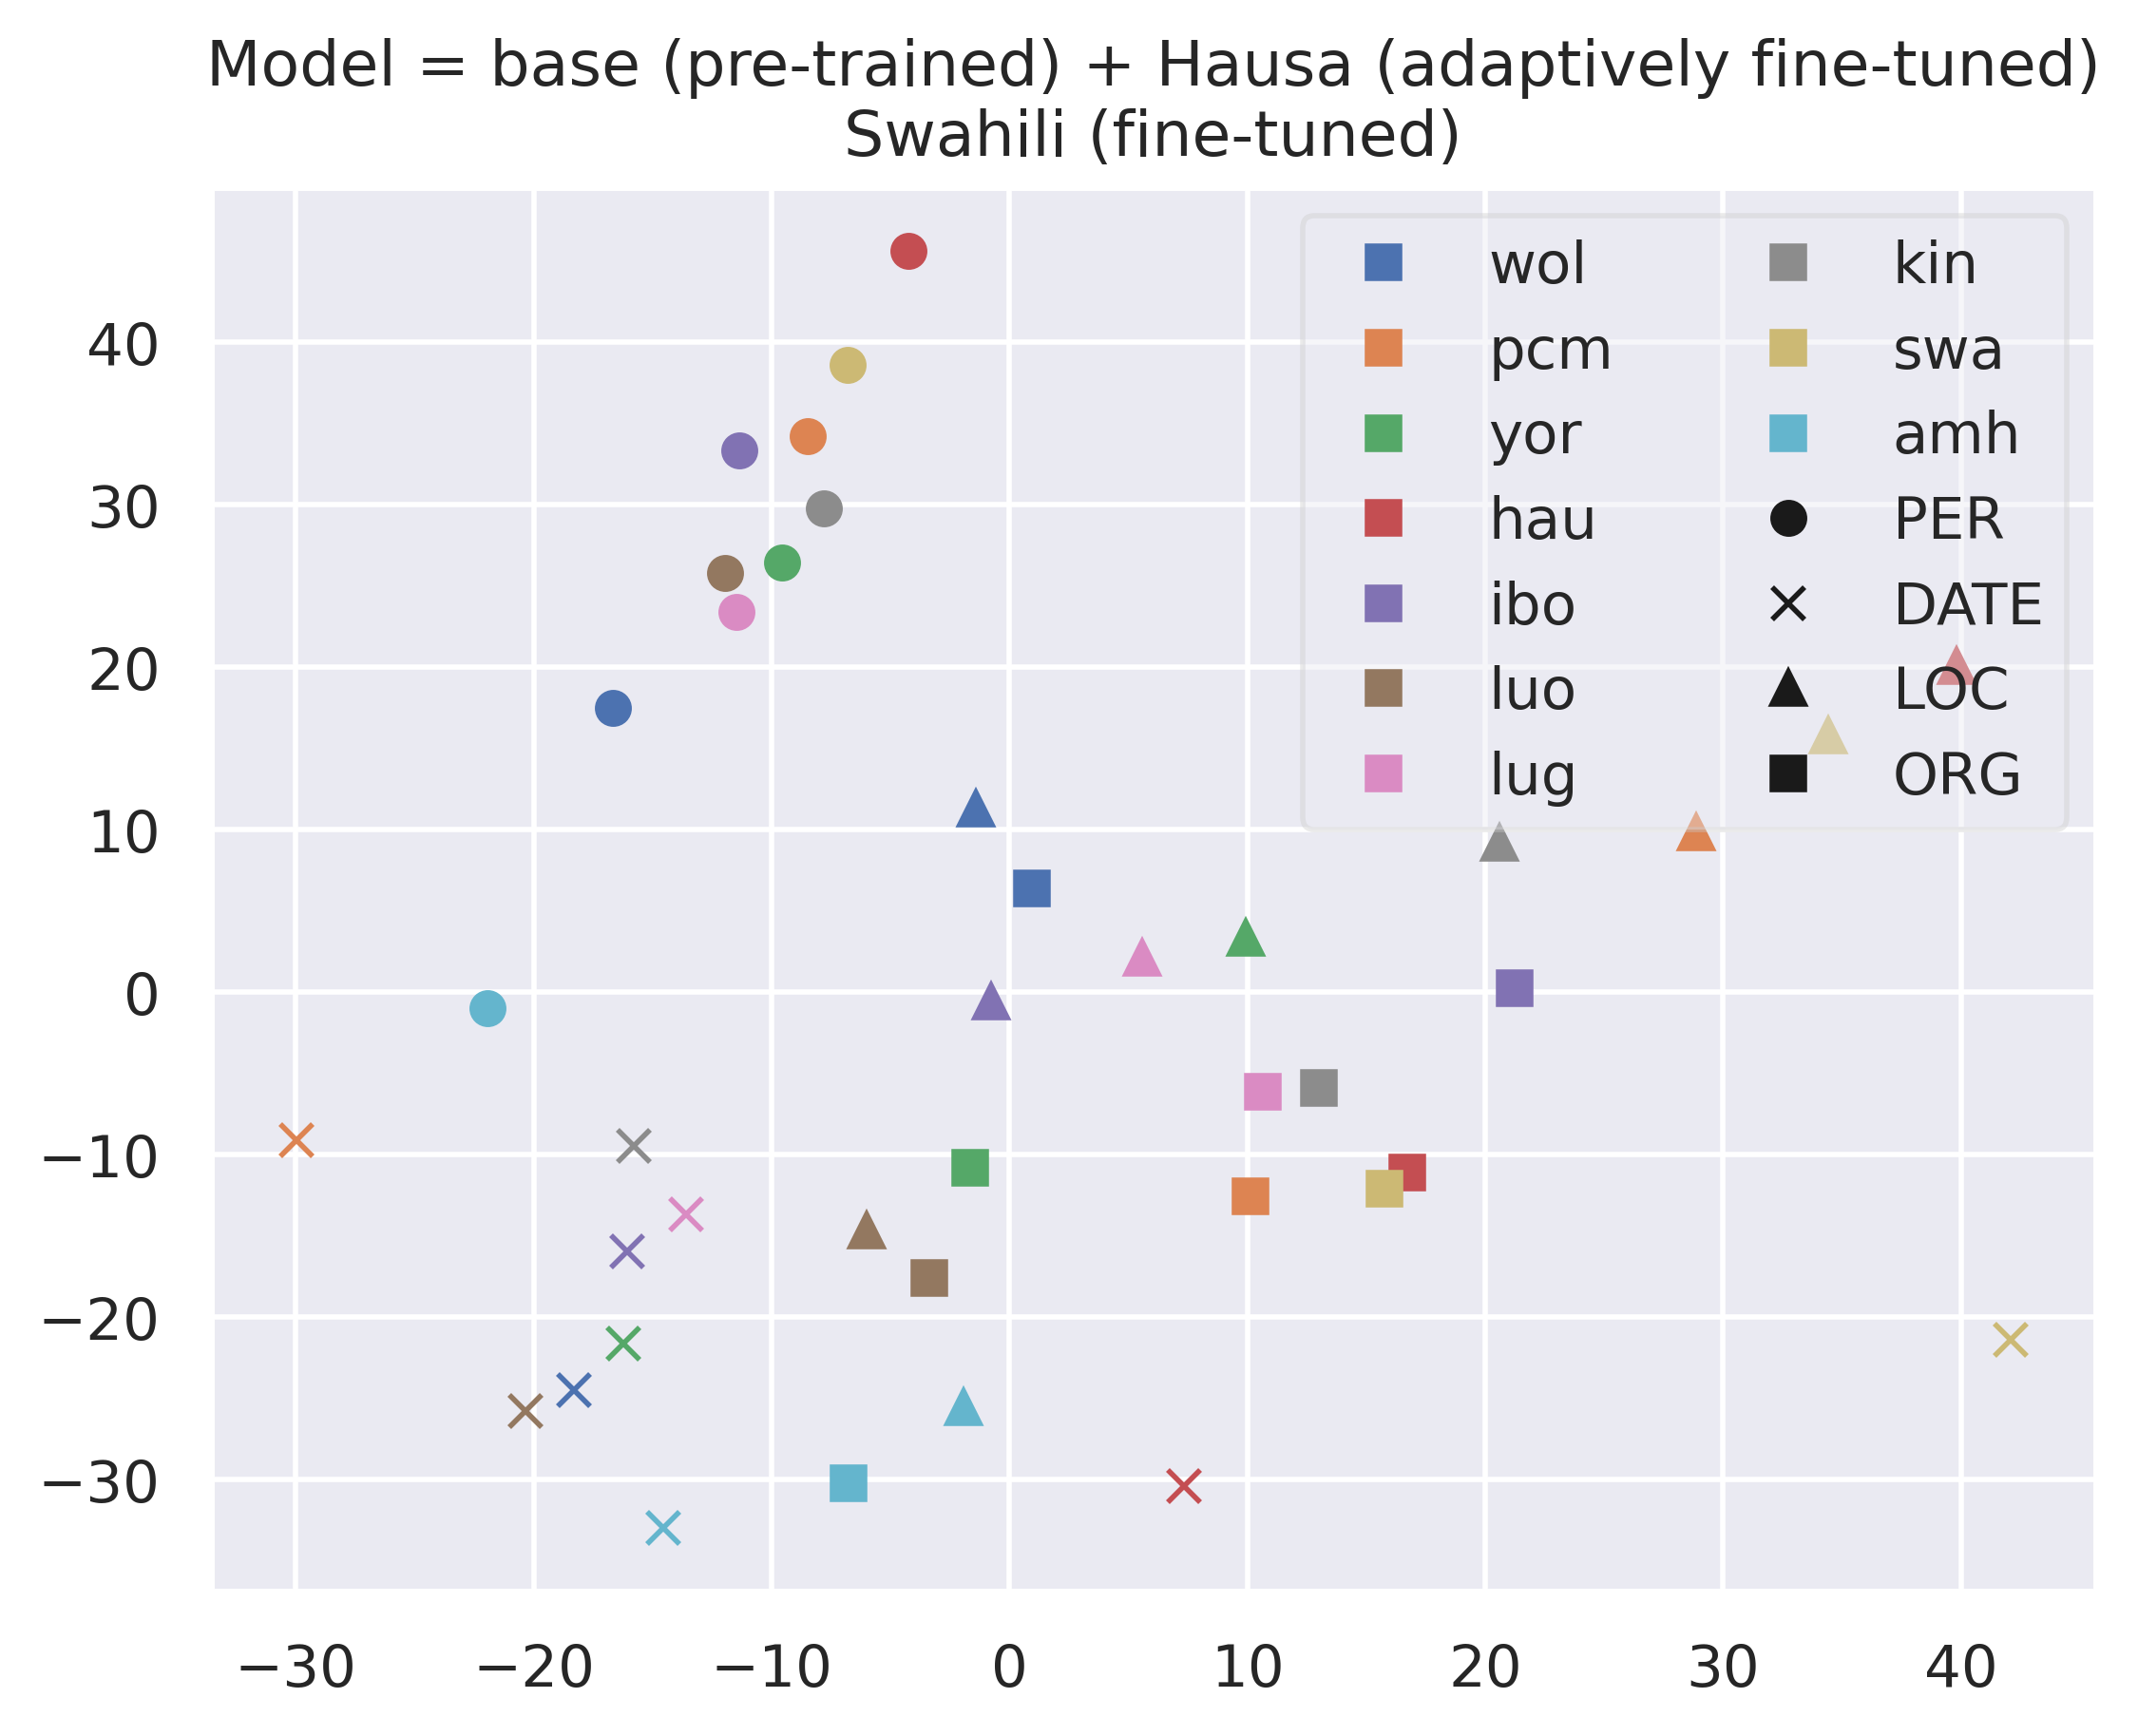 Model = base (pre-trained) + Hausa (adaptively fine-tuned)
Swahili (fine-tuned)
40
30
20
10
0
−10
−20
−30
−30
−20
−10
0
10
20
30
40
wol
pcm
yor
hau
ibo
luo
lug
kin
swa
amh
PER
DATE
LOC
ORG